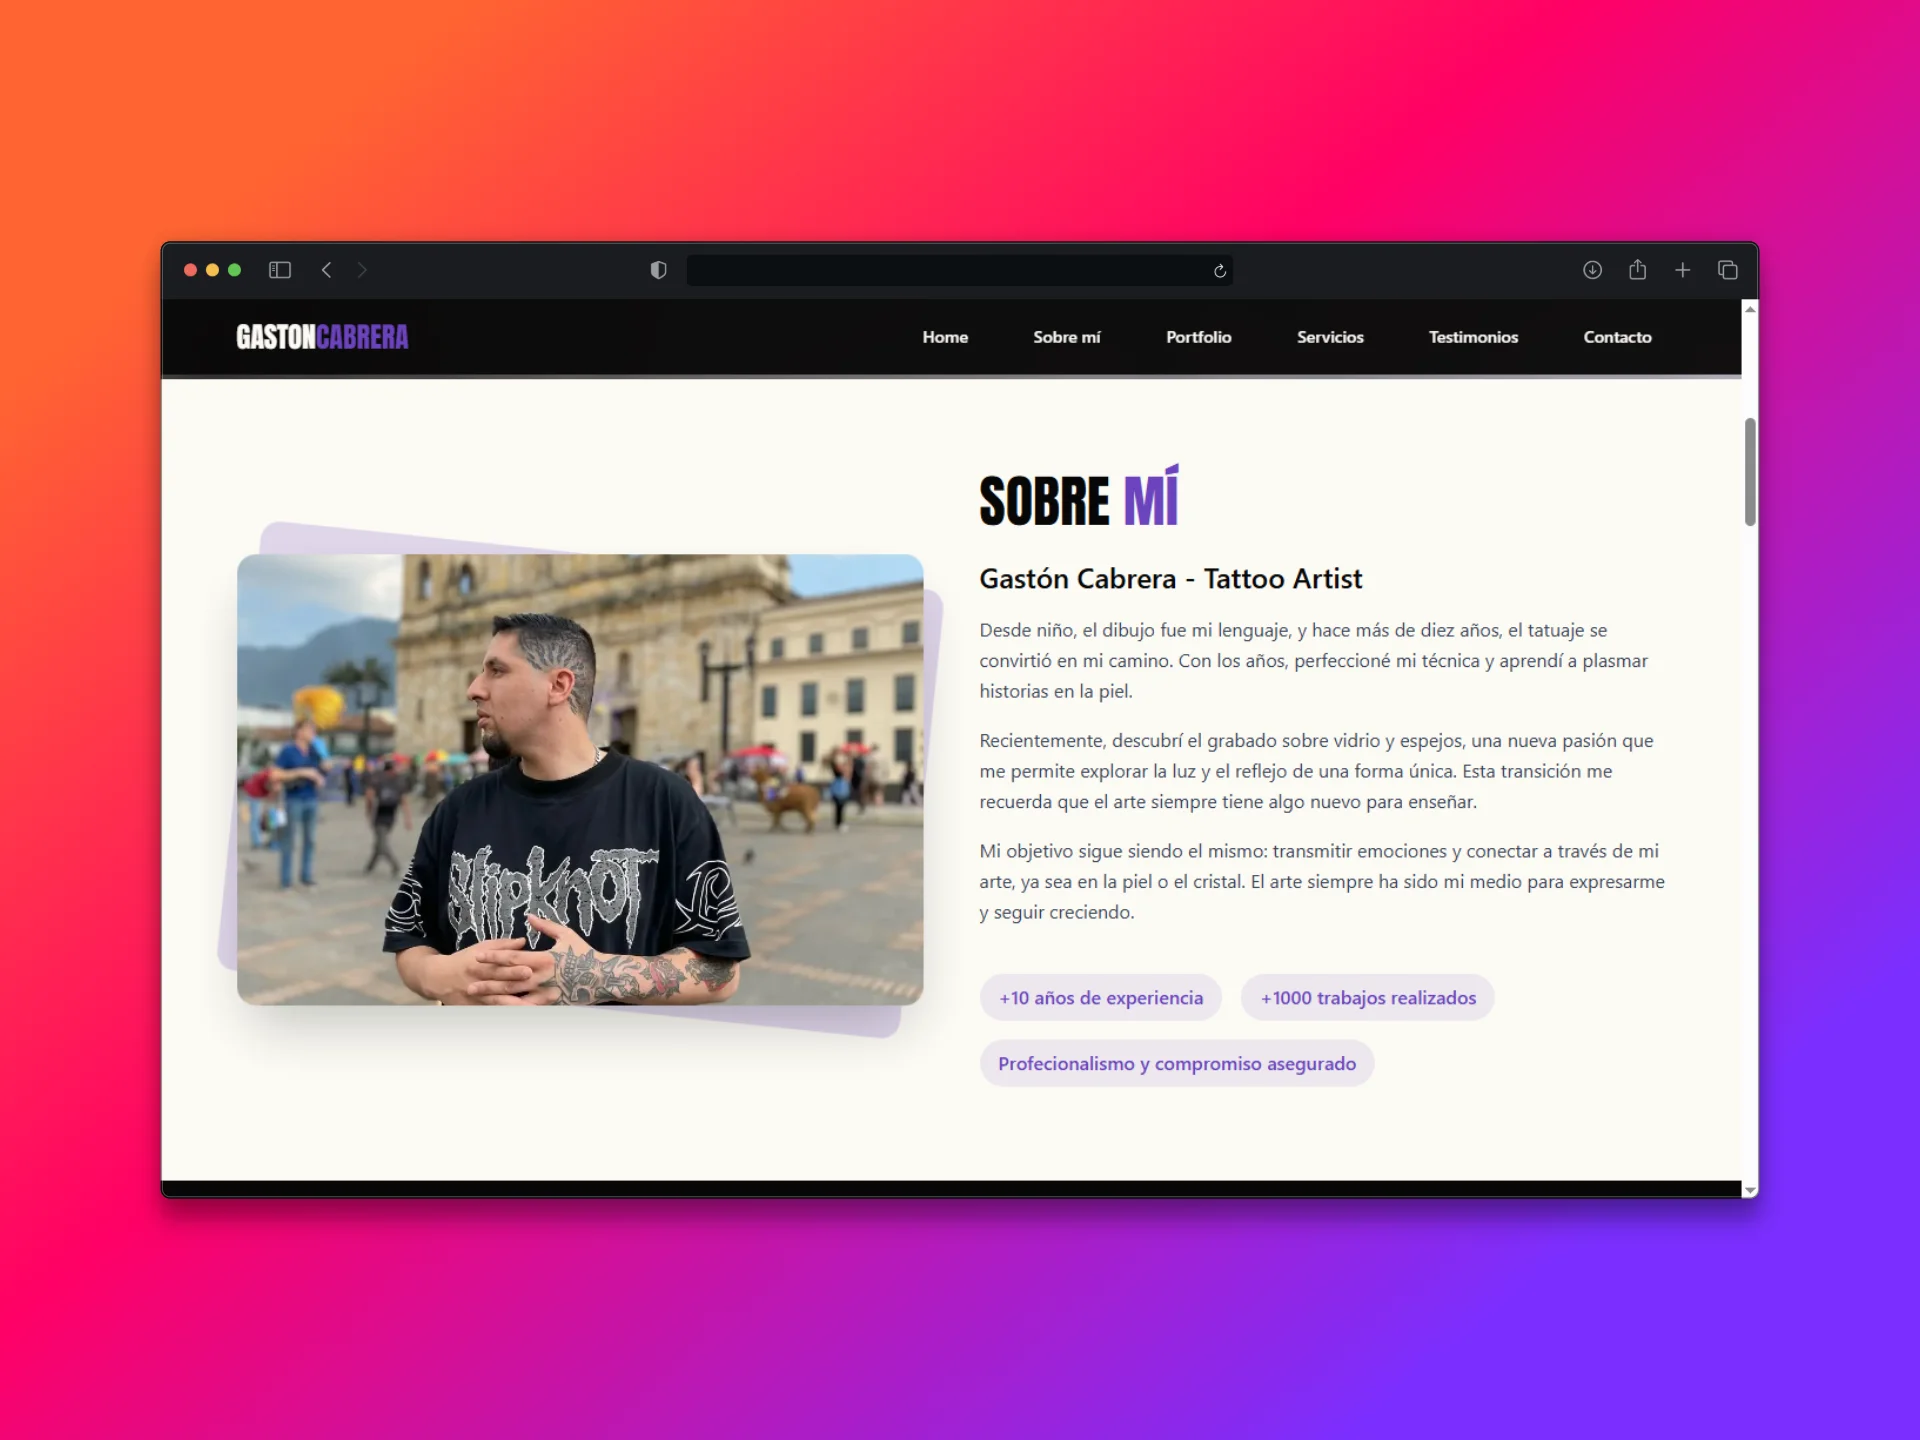 GASTONCABRERA
Home
Sobre mí
Portfolio
Servicios
Testimonios
Contacto
SOBRE MÍ
Gastón Cabrera - Tattoo Artist
Desde niño, el dibujo fue mi lenguaje, y hace más de diez años, el tatuaje se
convirtió en mi camino. Con los años, perfeccioné mi técnica y aprendí a plasmar
historias en la piel.
Recientemente, descubrí el grabado sobre vidrio y espejos, una nueva pasión que
me permite explorar la luz y el reflejo de una forma única. Esta transición me
recuerda que el arte siempre tiene algo nuevo para enseñar.
Mi objetivo sigue siendo el mismo: transmitir emociones y conectar a través de mi
arte, ya sea en la piel o el cristal. El arte siempre ha sido mi medio para expresarme
y seguir creciendo.
+10 años de experiencia
+1000 trabajos realizados
Profecionalismo y compromiso asegurado
Slipknot